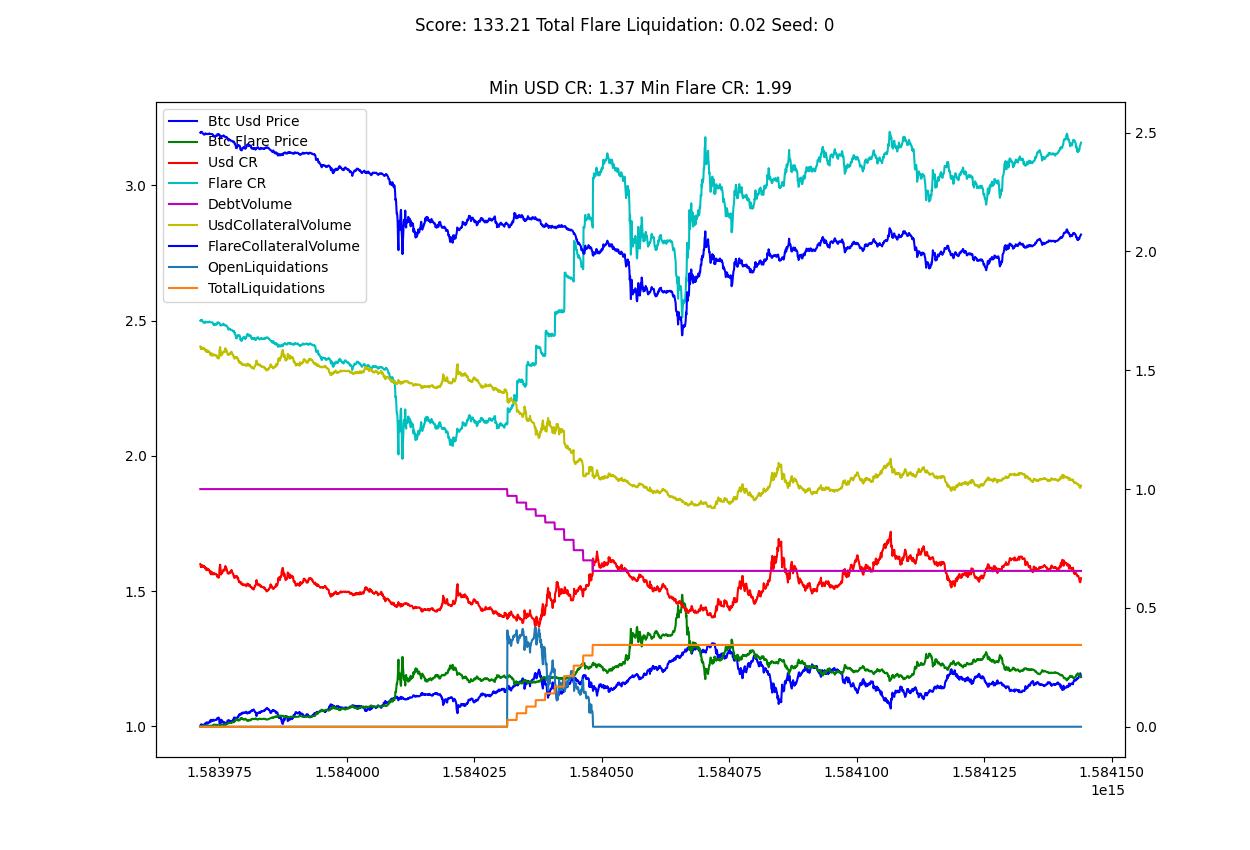 Score: 133.21 Total Flare Liquidation: 0.02 Seed: 0
Min USD CR: 1.37 Min Flare CR: 1.99
Btc Usd Price
Btc Flare Price
Usd CR
Flare CR
DebtVolume
UsdCollateralVolume
FlareCollateralVolume
OpenLiquidations
TotalLiquidations
3.0
2.5
2.0
1.5
1.0
2.5
2.0
1.5
1.0
0.5
0.0
1.583975 1.584000 1.584025 1.584050 1.584075 1.584100 1.584125 1.584150
1e15